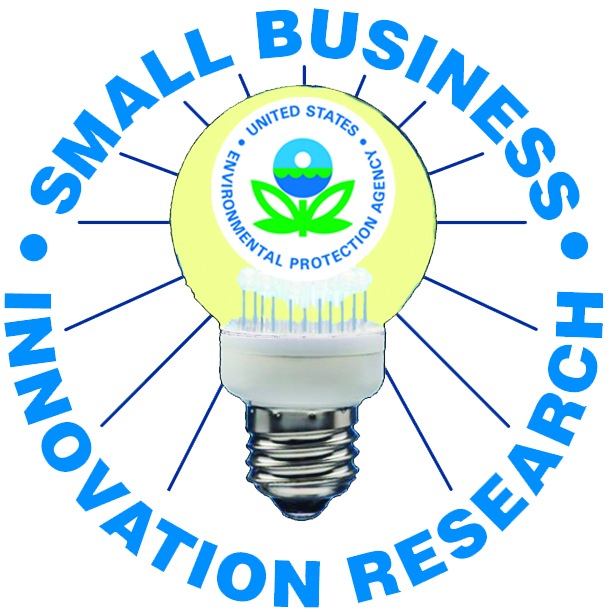 SMALL BUSINESS
• INNOVATION RESEARCH •
UNITED STATES
• ENVIRONMENTAL PROTECTION AGENCY •